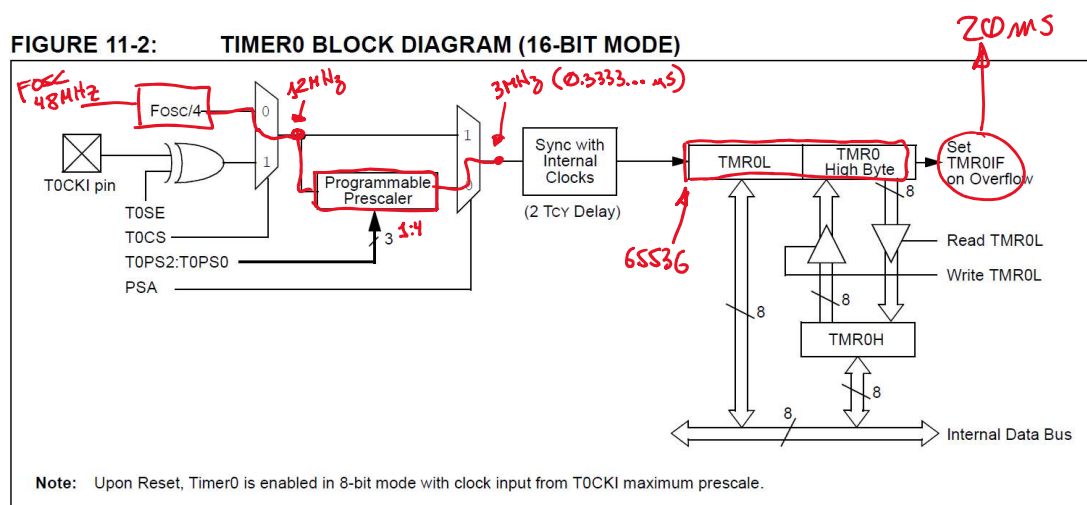 20ms
FIGURE 11-2: TIMER0 BLOCK DIAGRAM (16-BIT MODE)
FOSC
48MHz
12MHz
3MHz (0.3333... us)
Fosc/4
0
1
1
0
T0CKI pin
Programmable
Prescaler
1:4
3
T0SE
T0CS
T0PS2:T0PS0
PSA
Sync with
Internal
Clocks
(2 TCY Delay)
65536
TMR0L
TMR0
High Byte
Set
TMR0IF
on Overflow
8
Read TMR0L
Write TMR0L
8
8
TMR0H
8
8
Internal Data Bus
Note: Upon Reset, Timer0 is enabled in 8-bit mode with clock input from T0CKI maximum prescale.